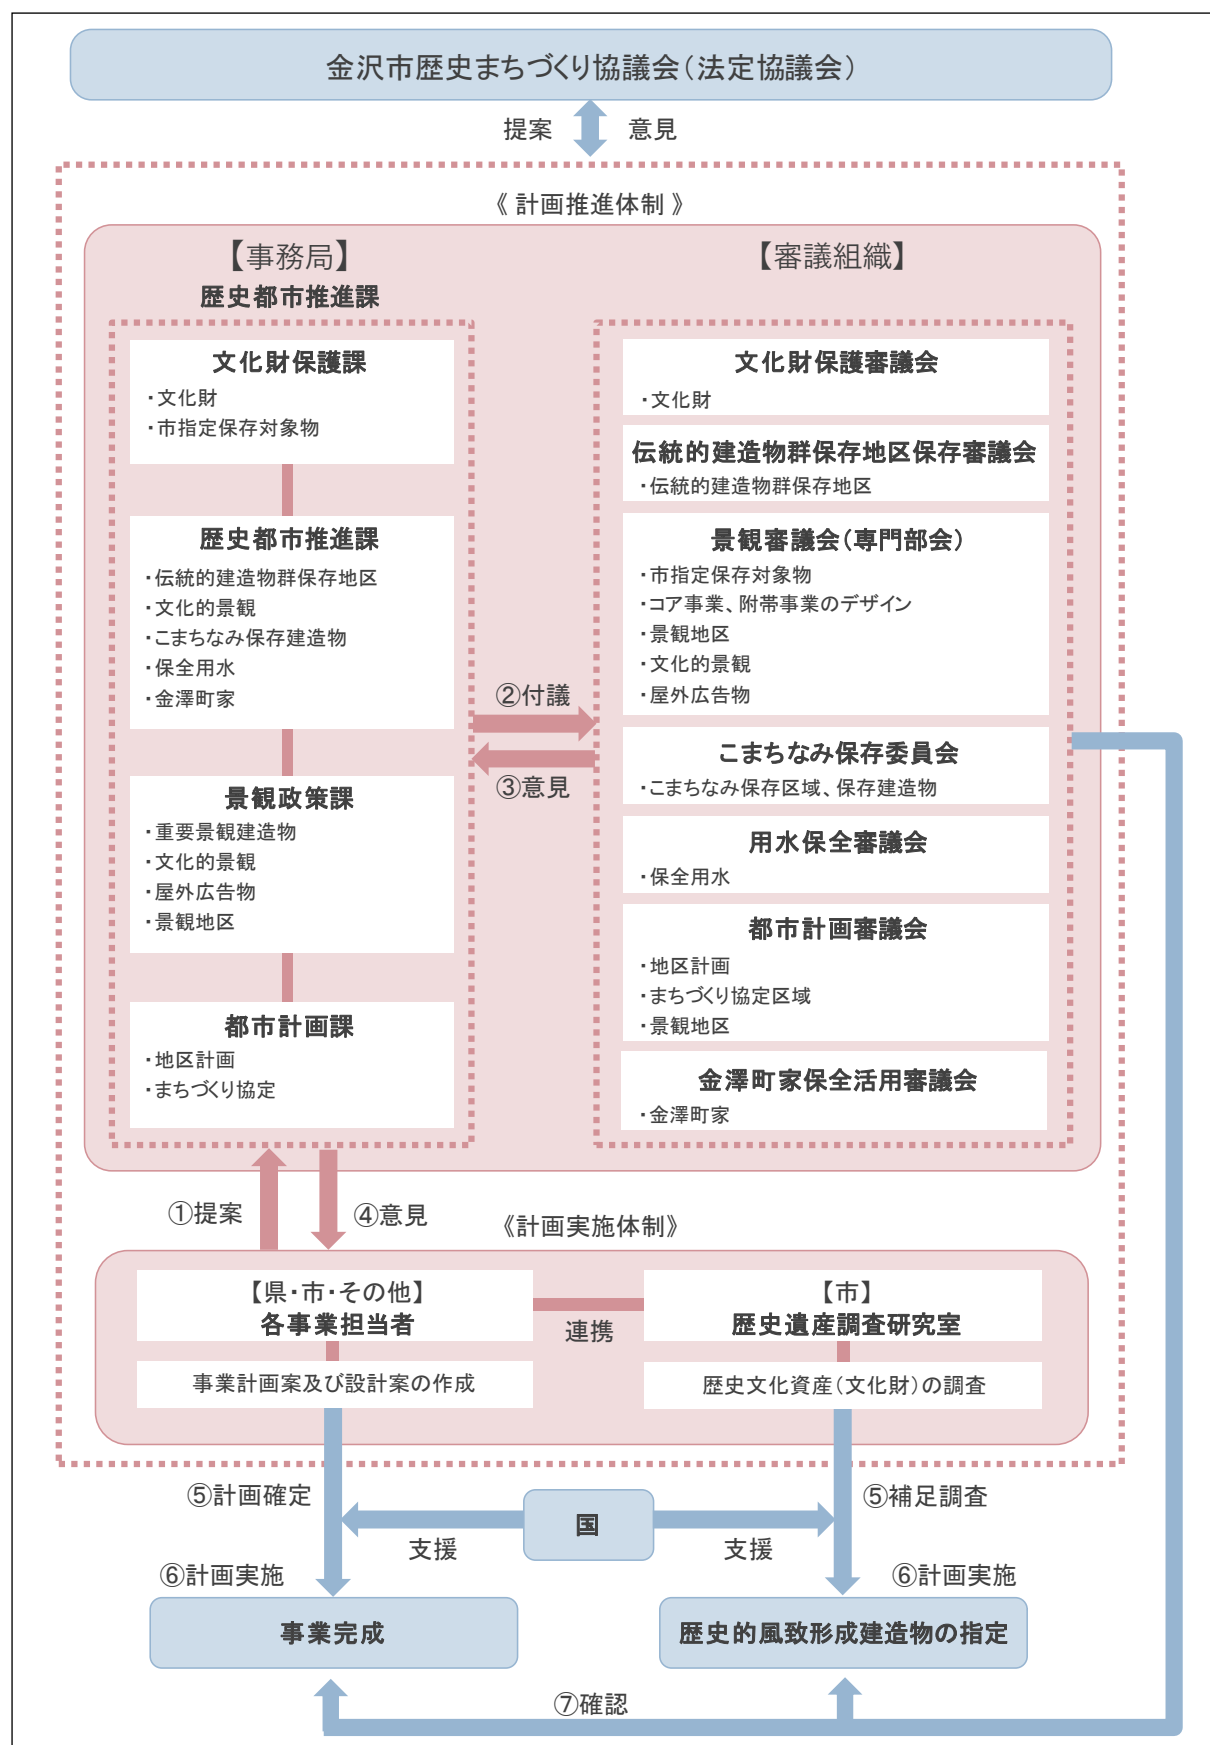 金沢市歴史まちづくり協議会（法定協議会）
提案
意見
《 計画推進体制 》
【事務局】
歴史都市推進課
文化財保護課
・文化財
・市指定保存対象物
歴史都市推進課
・伝統的建造物群保存地区
・文化的景観
・こまちなみ保存建造物
・保全用水
・金澤町家
景観政策課
・重要景観建造物
・文化的景観
・屋外広告物
・景観地区
都市計画課
・地区計画
・まちづくり協定
②付議
③意見
【審議組織】
文化財保護審議会
・文化財
伝統的建造物群保存地区保存審議会
・伝統的建造物群保存地区
景観審議会（専門部会）
・市指定保存対象物
・コア事業、附帯事業のデザイン
・景観地区
・文化的景観
・屋外広告物
こまちなみ保存委員会
・こまちなみ保存区域、保存建造物
用水保全審議会
・保全用水
都市計画審議会
・地区計画
・まちづくり協定区域
・景観地区
金澤町家保全活用審議会
・金澤町家
①提案
④意見
《計画実施体制》
【県・市・その他】
各事業担当者
事業計画案及び設計案の作成
連携
【市】
歴史遺産調査研究室
歴史文化資産（文化財）の調査
⑤計画確定
⑤補足調査
国
支援
支援
⑥計画実施
⑥計画実施
事業完成
歴史的風致形成建造物の指定
⑦確認